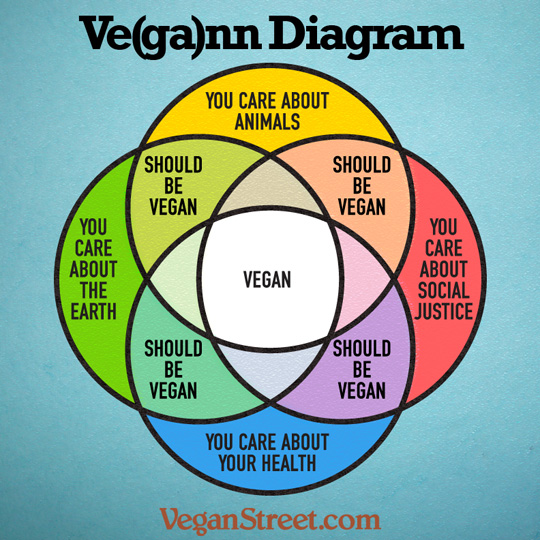 Ve(ga)nn Diagram
YOU CARE ABOUT
ANIMALS
SHOULD
BE
VEGAN
SHOULD
BE
VEGAN
YOU
CARE
ABOUT
THE
EARTH
VEGAN
YOU
CARE
ABOUT
SOCIAL
JUSTICE
SHOULD
BE
VEGAN
SHOULD
BE
VEGAN
YOU CARE ABOUT
YOUR HEALTH
VeganStreet.com